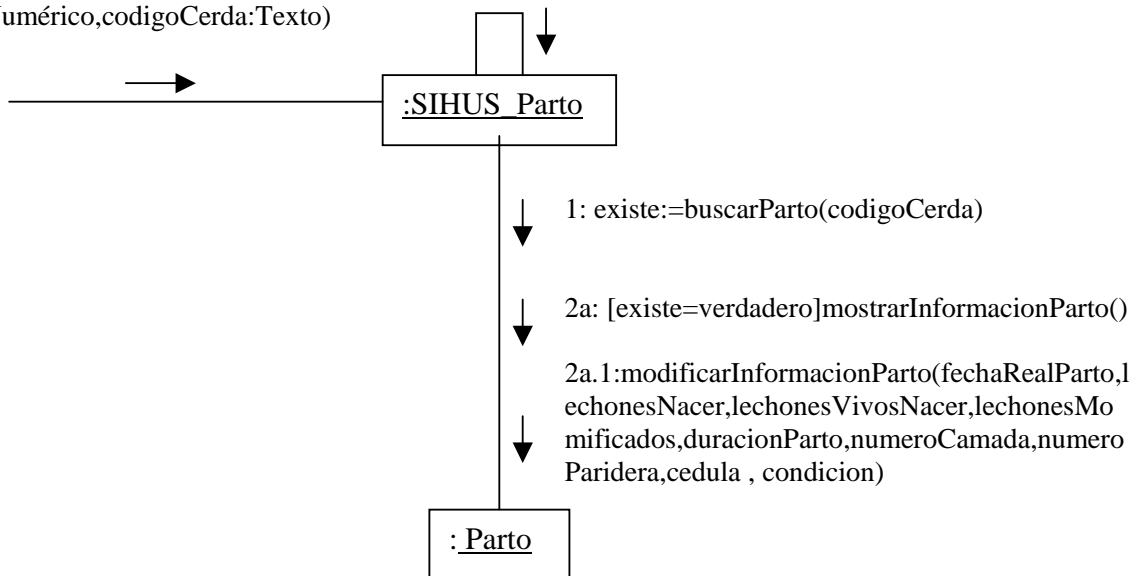 umérico,codigoCerda:Texto)
:SIHUS_Parto
1: existe:=buscarParto(codigoCerda)
2a: [existe=verdadero]mostrarInformacionParto()
2a.1:modificarInformacionParto(fechaRealParto,l
echonesNacer,lechonesVivosNacer,lechonesMo
mificados,duracionParto,numeroCamada,numero
Paridera,cedula , condicion)
: Parto